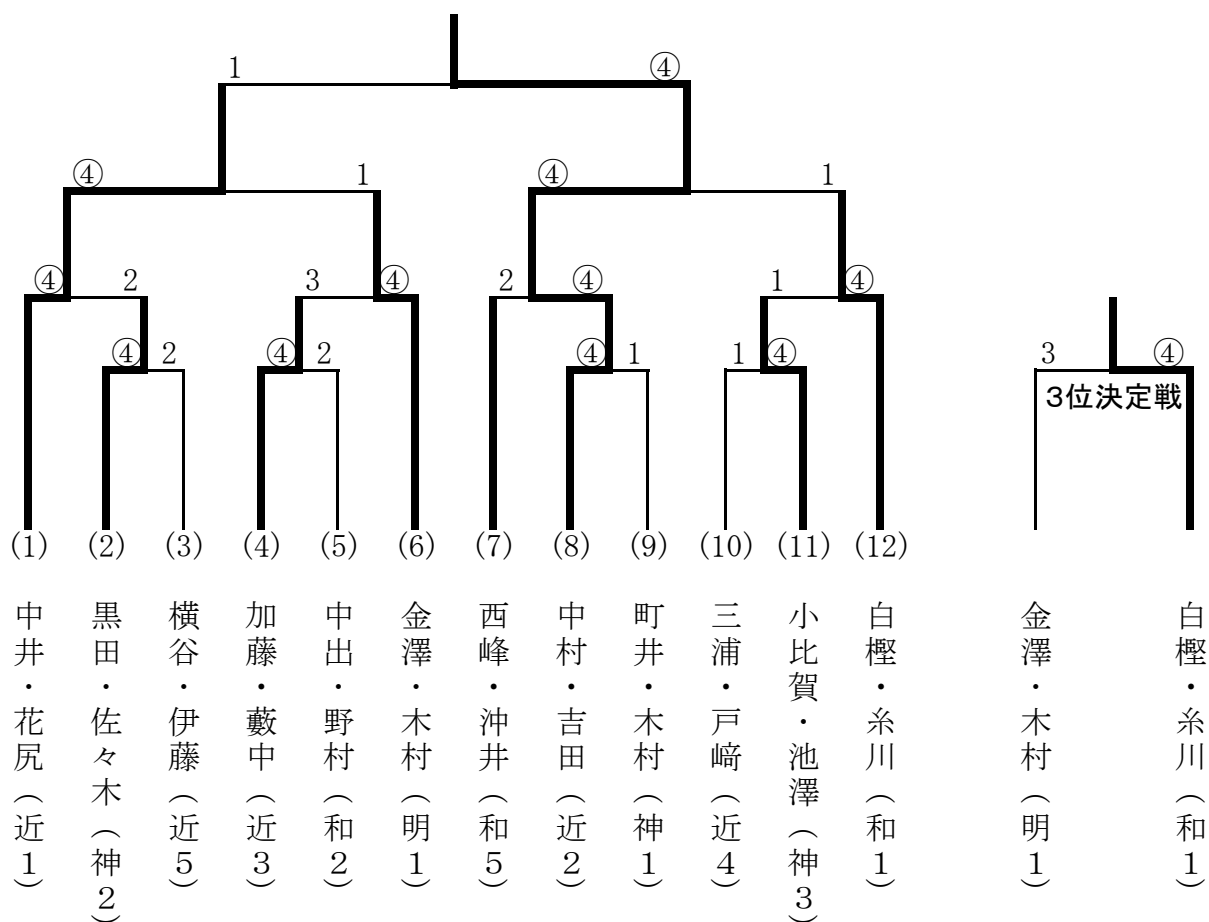 1 ④
④ 1 ④ 1
④ 2 3 ④ 2 ④ 1 ④
④ 2 ④ 2 ④ 1 1 ④ 3 ④
3位決定戦
(1) (2) (3) (4) (5) (6) (7) (8) (9) (10) (11) (12)
中井・花尻（近１）
黒田・佐々木（神２）
横谷・伊藤（近５）
加藤・藪中（近３）
中出・野村（和２）
金澤・木村（明１）
西峰・沖井（和５）
中村・吉田（近２）
町井・木村（神１）
三浦・戸﨑（近４）
小比賀・池澤（神３）
白樫・糸川（和１）
金澤・木村（明１）
白樫・糸川（和１）